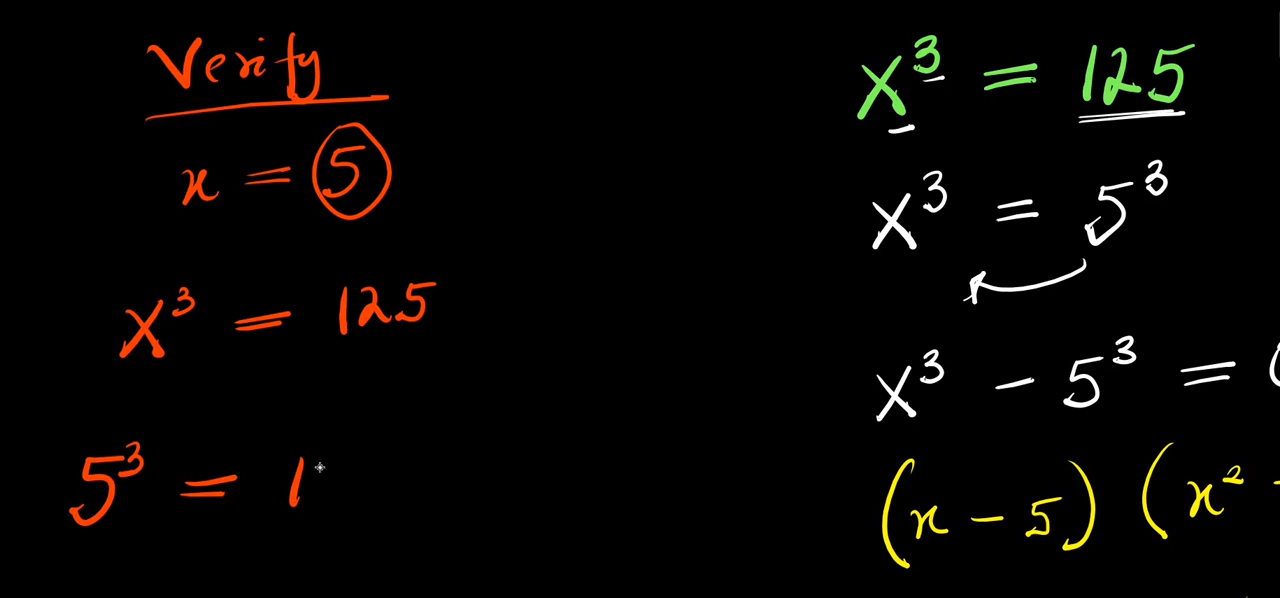 Verify
x = 5
x³ = 125
5³ = 1
x³ = 125
x³ = 5³
x³ - 5³ =
(x - 5) (x²